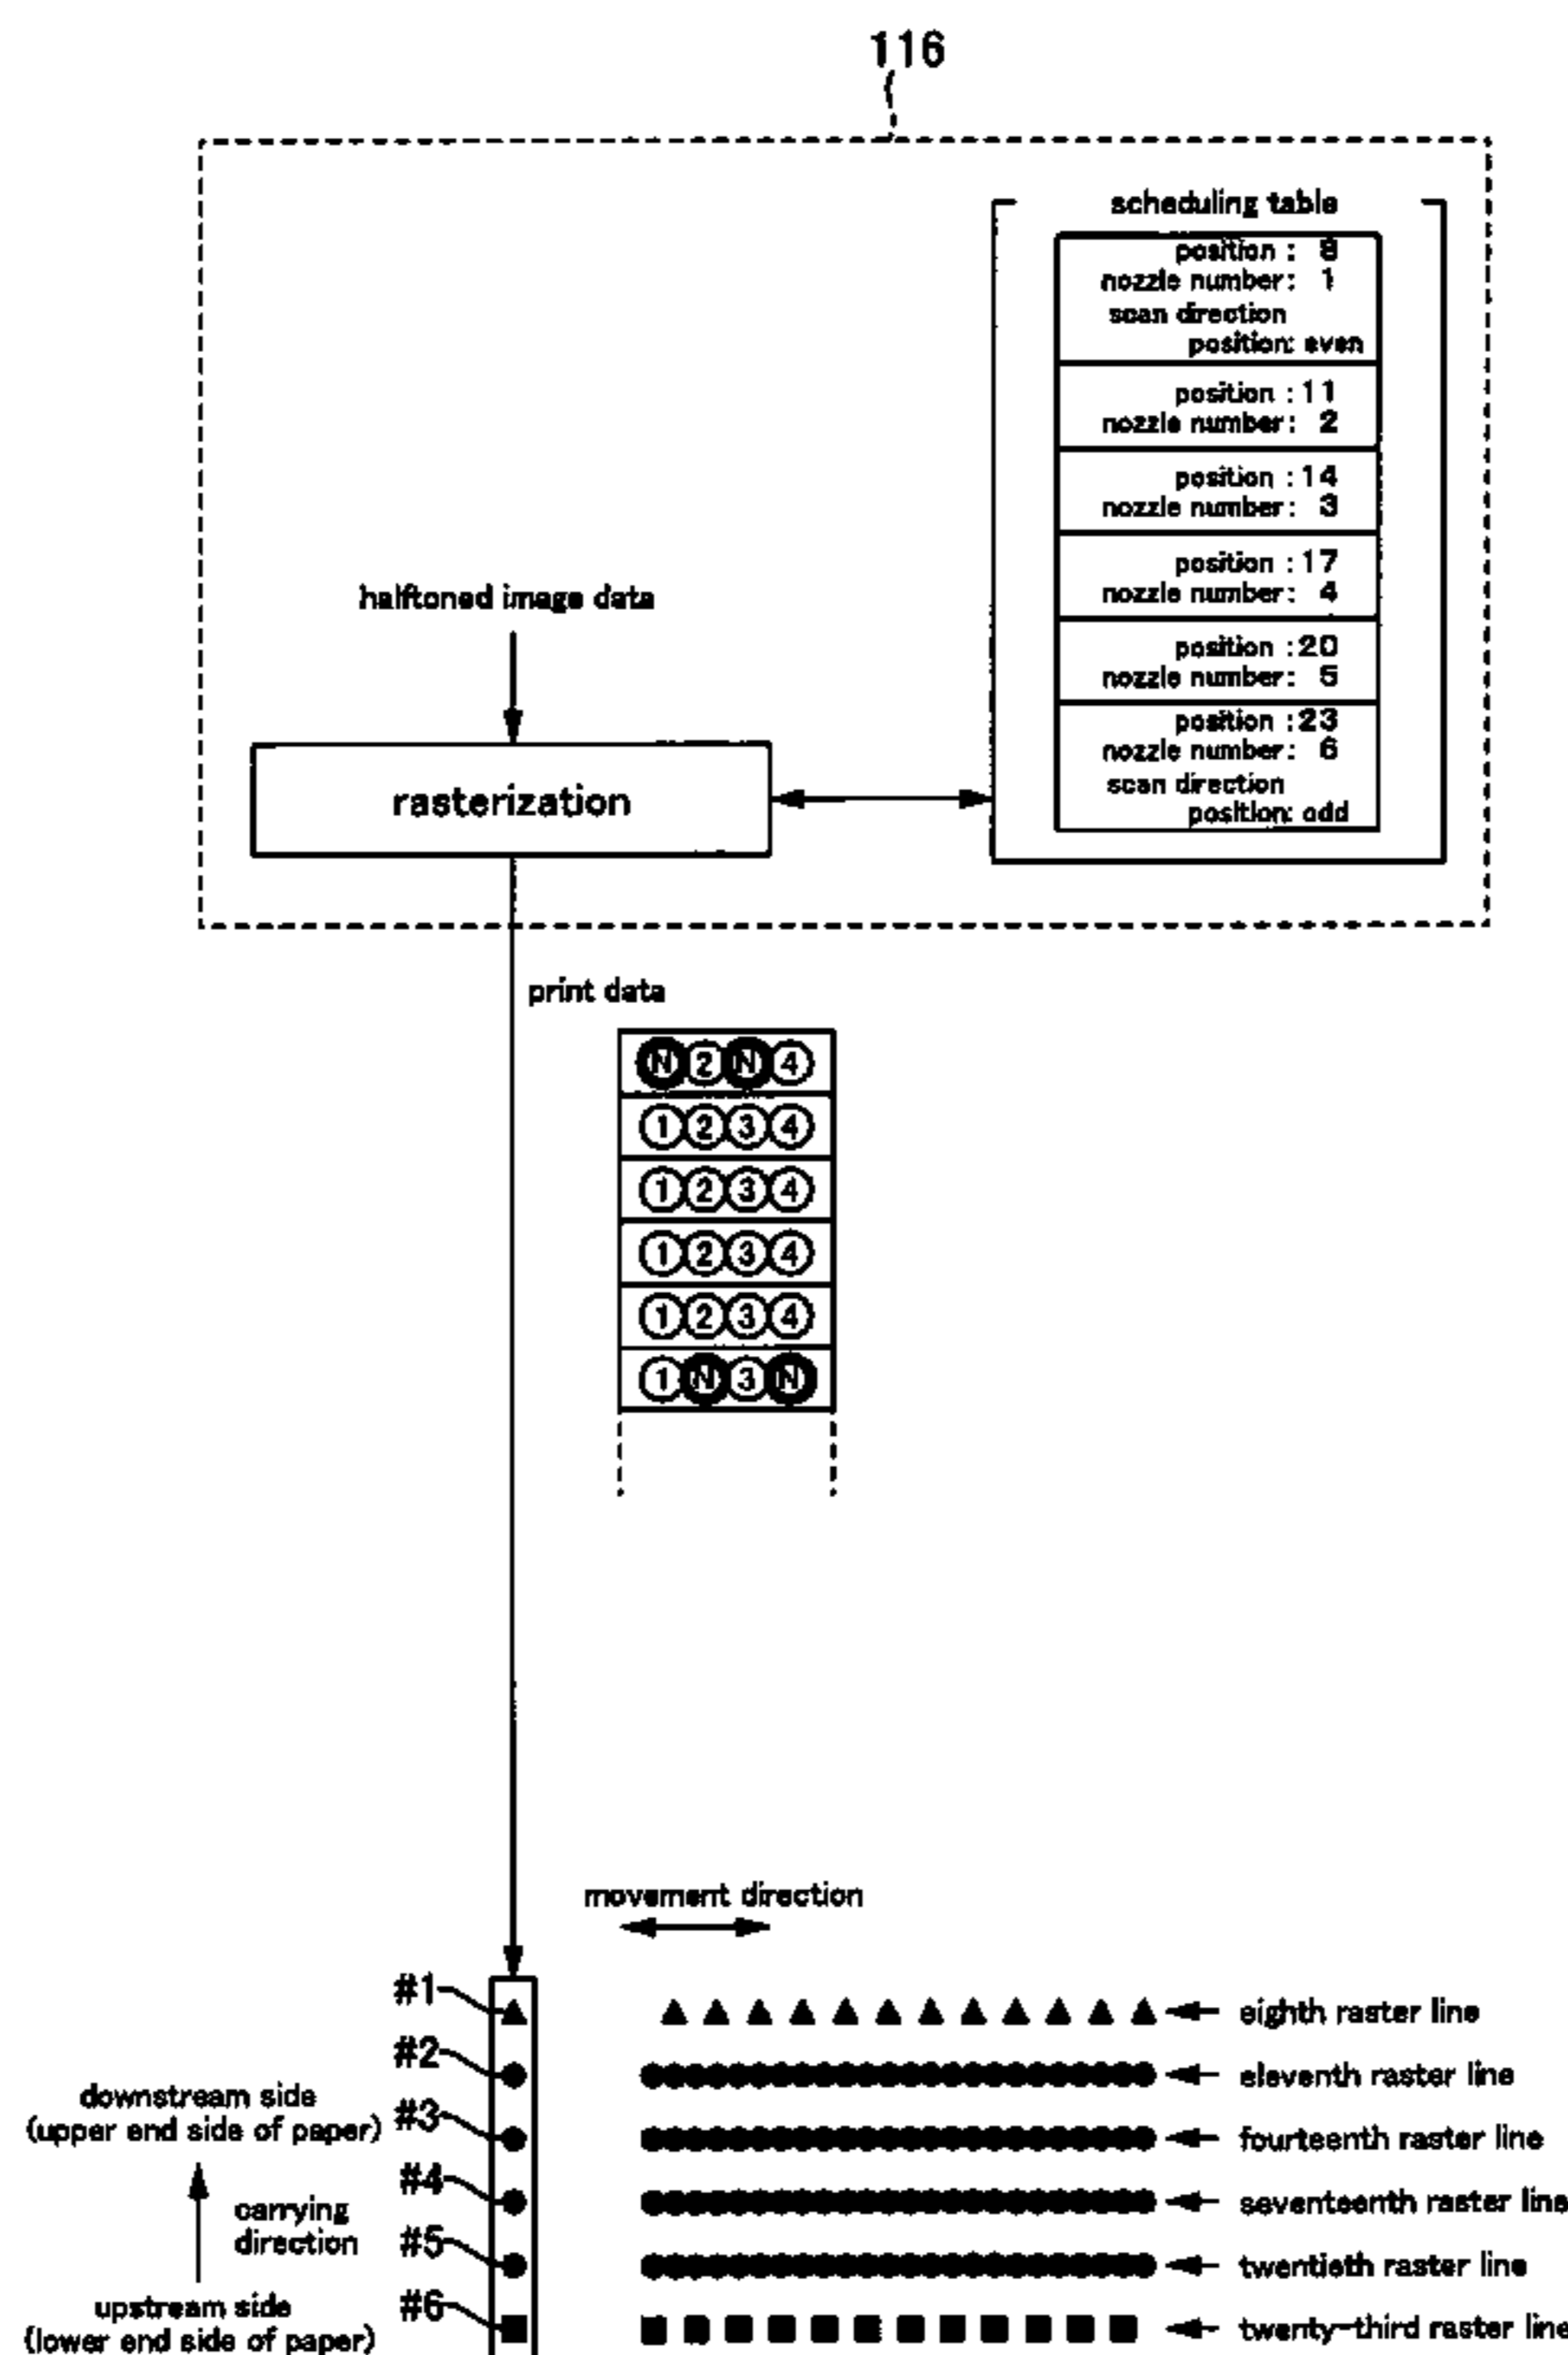 116
scheduling table
position : 8
nozzle number: 1
scan direction
position: even
position :11
nozzle number: 2
position :14
nozzle number: 3
position :17
nozzle number: 4
position :20
nozzle number: 5
position :23
nozzle number: 6
scan direction
position: odd
halftoned image data
rasterization
print data
N 2 N 4
1 2 3 4
1 2 3 4
1 2 3 4
1 2 3 4
1 N 3 N
movement direction
#1
eighth raster line
#2
eleventh raster line
downstream side
(upper end side of paper)
#3
fourteenth raster line
#4
seventeenth raster line
carrying
direction
#5
twentieth raster line
upstream side
(lower end side of paper)
#6
twenty-third raster line